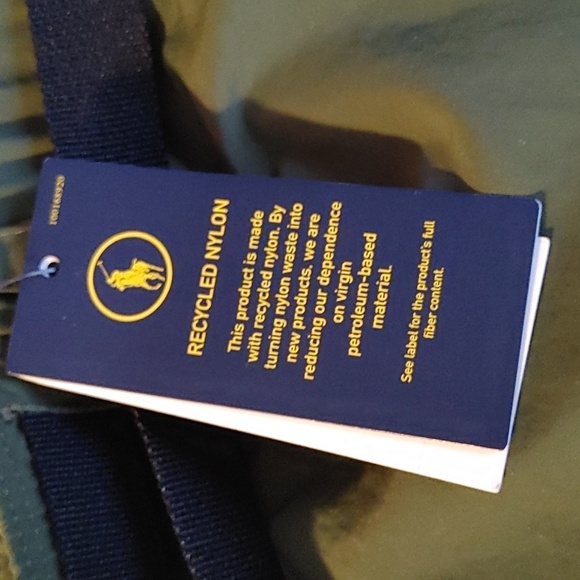 100168920
RECYCLED NYLON
This product is made
with recycled nylon. By
turning nylon waste into
new products, we are
reducing our dependence
on virgin
petroleum-based
material.
See label for the product's full
fiber content.